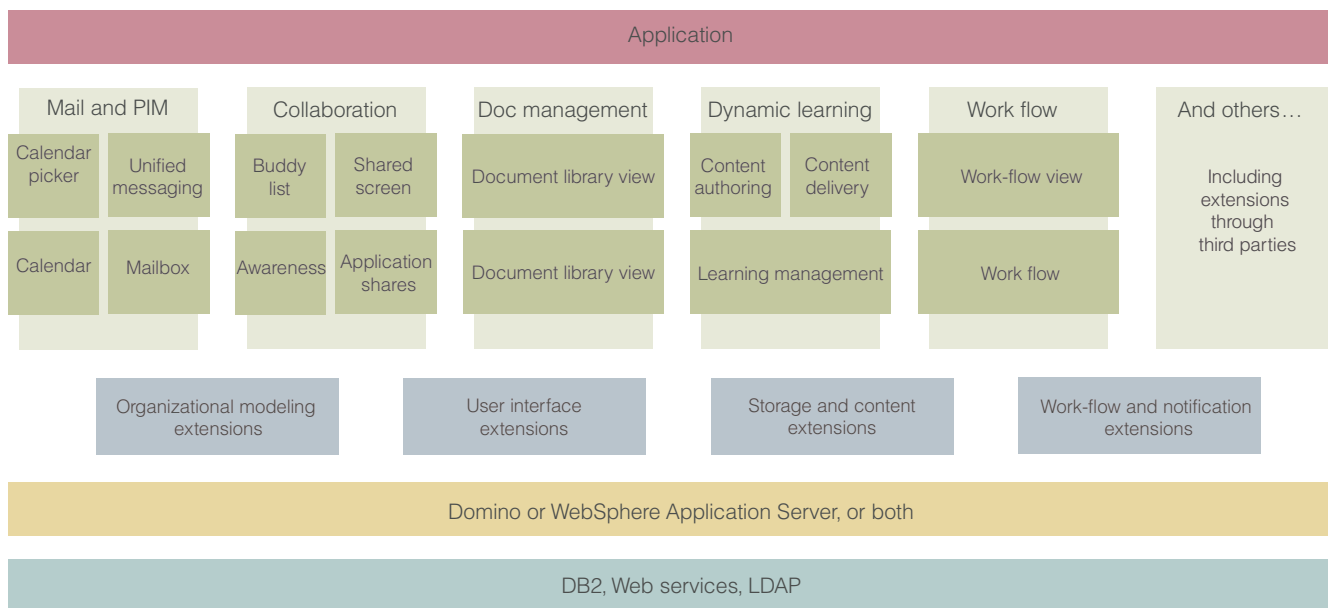 Application
Mail and PIM
Calendar
picker
Unified
messaging
Calendar
Mailbox
Collaboration
Buddy
list
Shared
screen
Awareness
Application
shares
Doc management
Document library view
Document library view
Dynamic learning
Content
authoring
Content
delivery
Learning management
Work flow
Work-flow view
Work flow
And others…
Including
extensions
through
third parties
Organizational modeling
extensions
User interface
extensions
Storage and content
extensions
Work-flow and notification
extensions
Domino or WebSphere Application Server, or both
DB2, Web services, LDAP